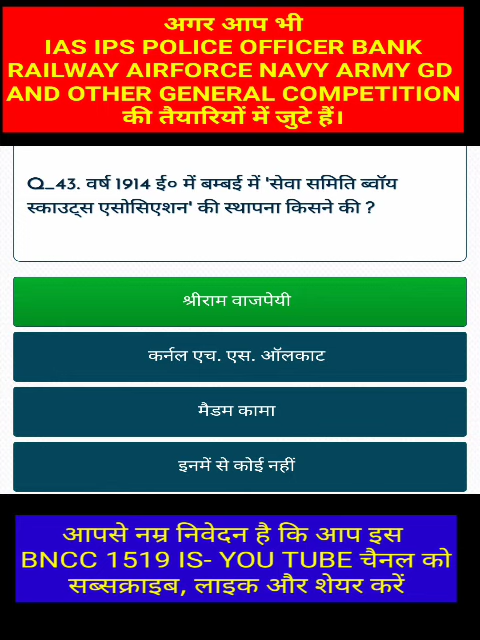 अगर आप भी
IAS IPS POLICE OFFICER BANK
RAILWAY AIRFORCE NAVY ARMY GD
AND OTHER GENERAL COMPETITION
की तैयारियों में जुटे हैं।
Q_43. वर्ष 1914 ई० में बम्बई में 'सेवा समिति ब्वॉय
स्काउट्स एसोसिएशन' की स्थापना किसने की ?
श्रीराम वाजपेयी
कर्नल एच. एस. ऑलकाट
मैडम कामा
इनमें से कोई नहीं
आपसे नम्र निवेदन है कि आप इस
BNCC 1519 IS- YOU TUBE चैनल को
सब्सक्राइब, लाइक और शेयर करें